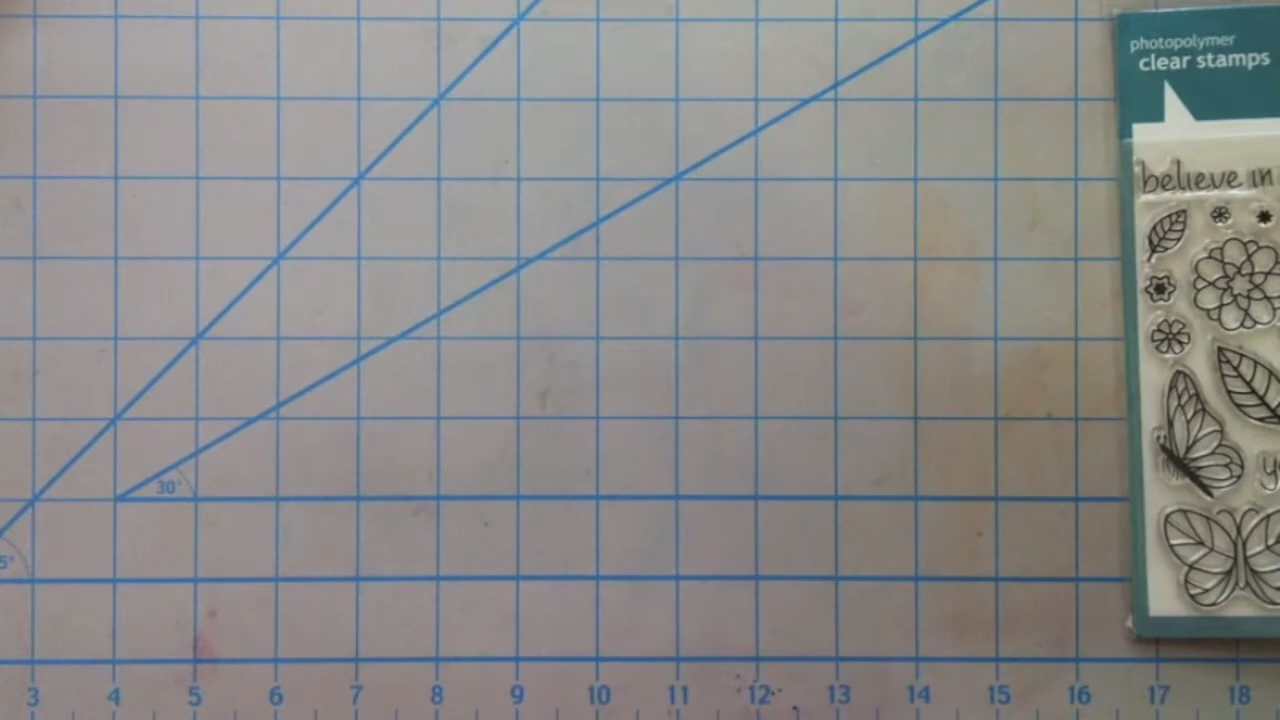 photopolymer
clear stamps
believe in
30°
5°
3 4 5 6 7 8 9 10 11 12 13 14 15 16 17 18